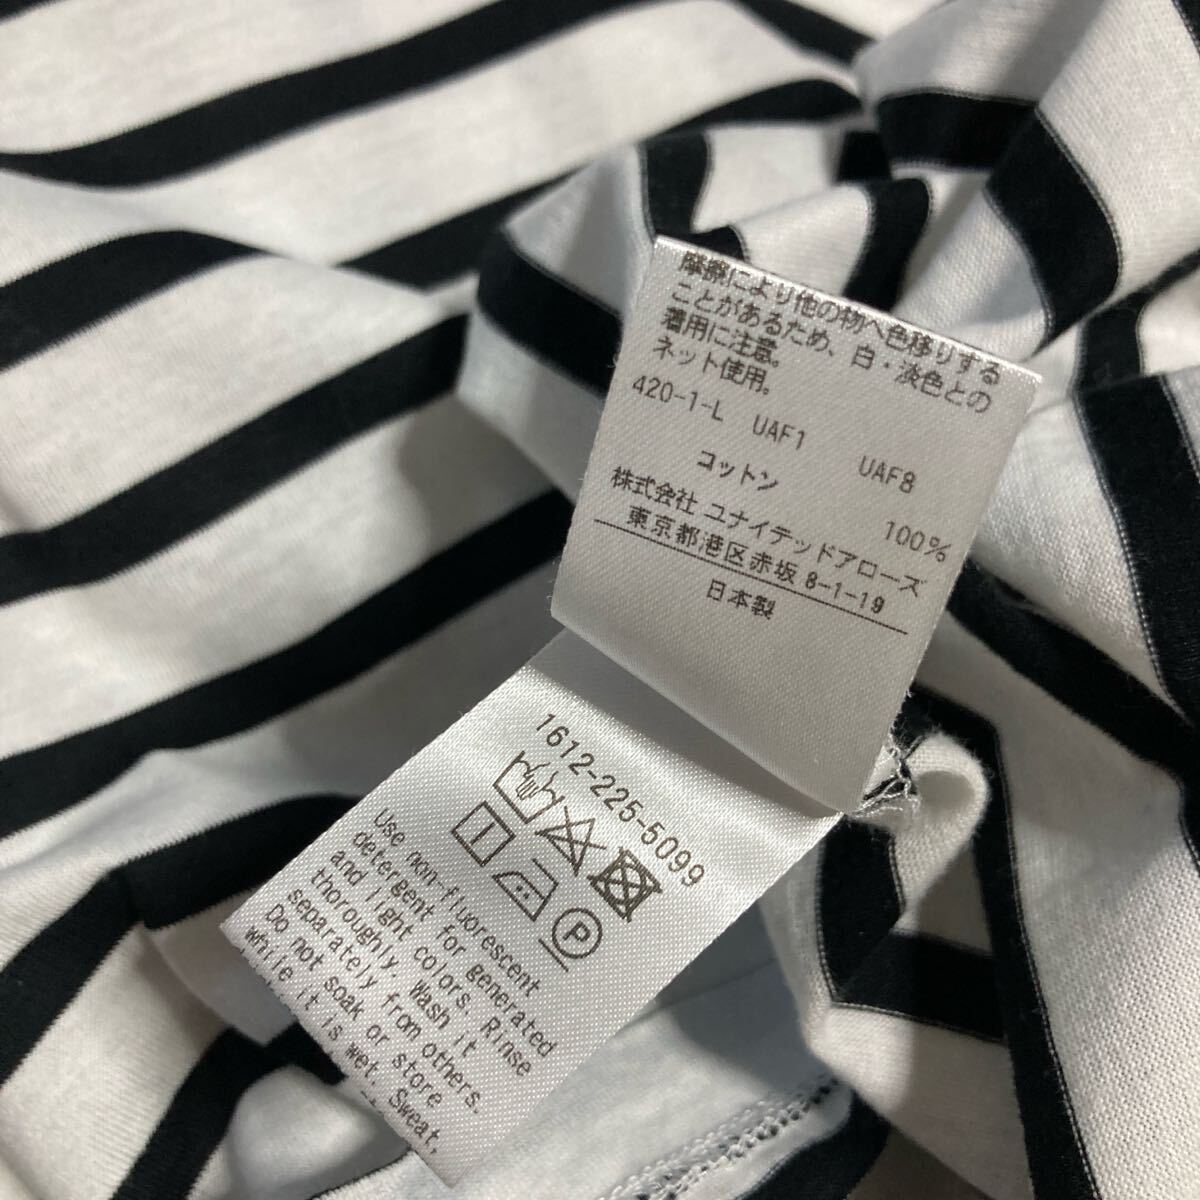 摩擦により他の物へ色移りする
ことがあるため、白・淡色との
着用に注意。
ネット使用。
420-1-L UAF1 UAF8
コットン 100%
株式会社 ユナイテッドアローズ
東京都港区赤坂 8-1-19
日本製
1612-225-5099
P
Use non-fluorescent
detergent for generated
and light colors. Rinse
thoroughly. Wash it
separately from others.
Do not soak or store
while it is wet. Sweat,